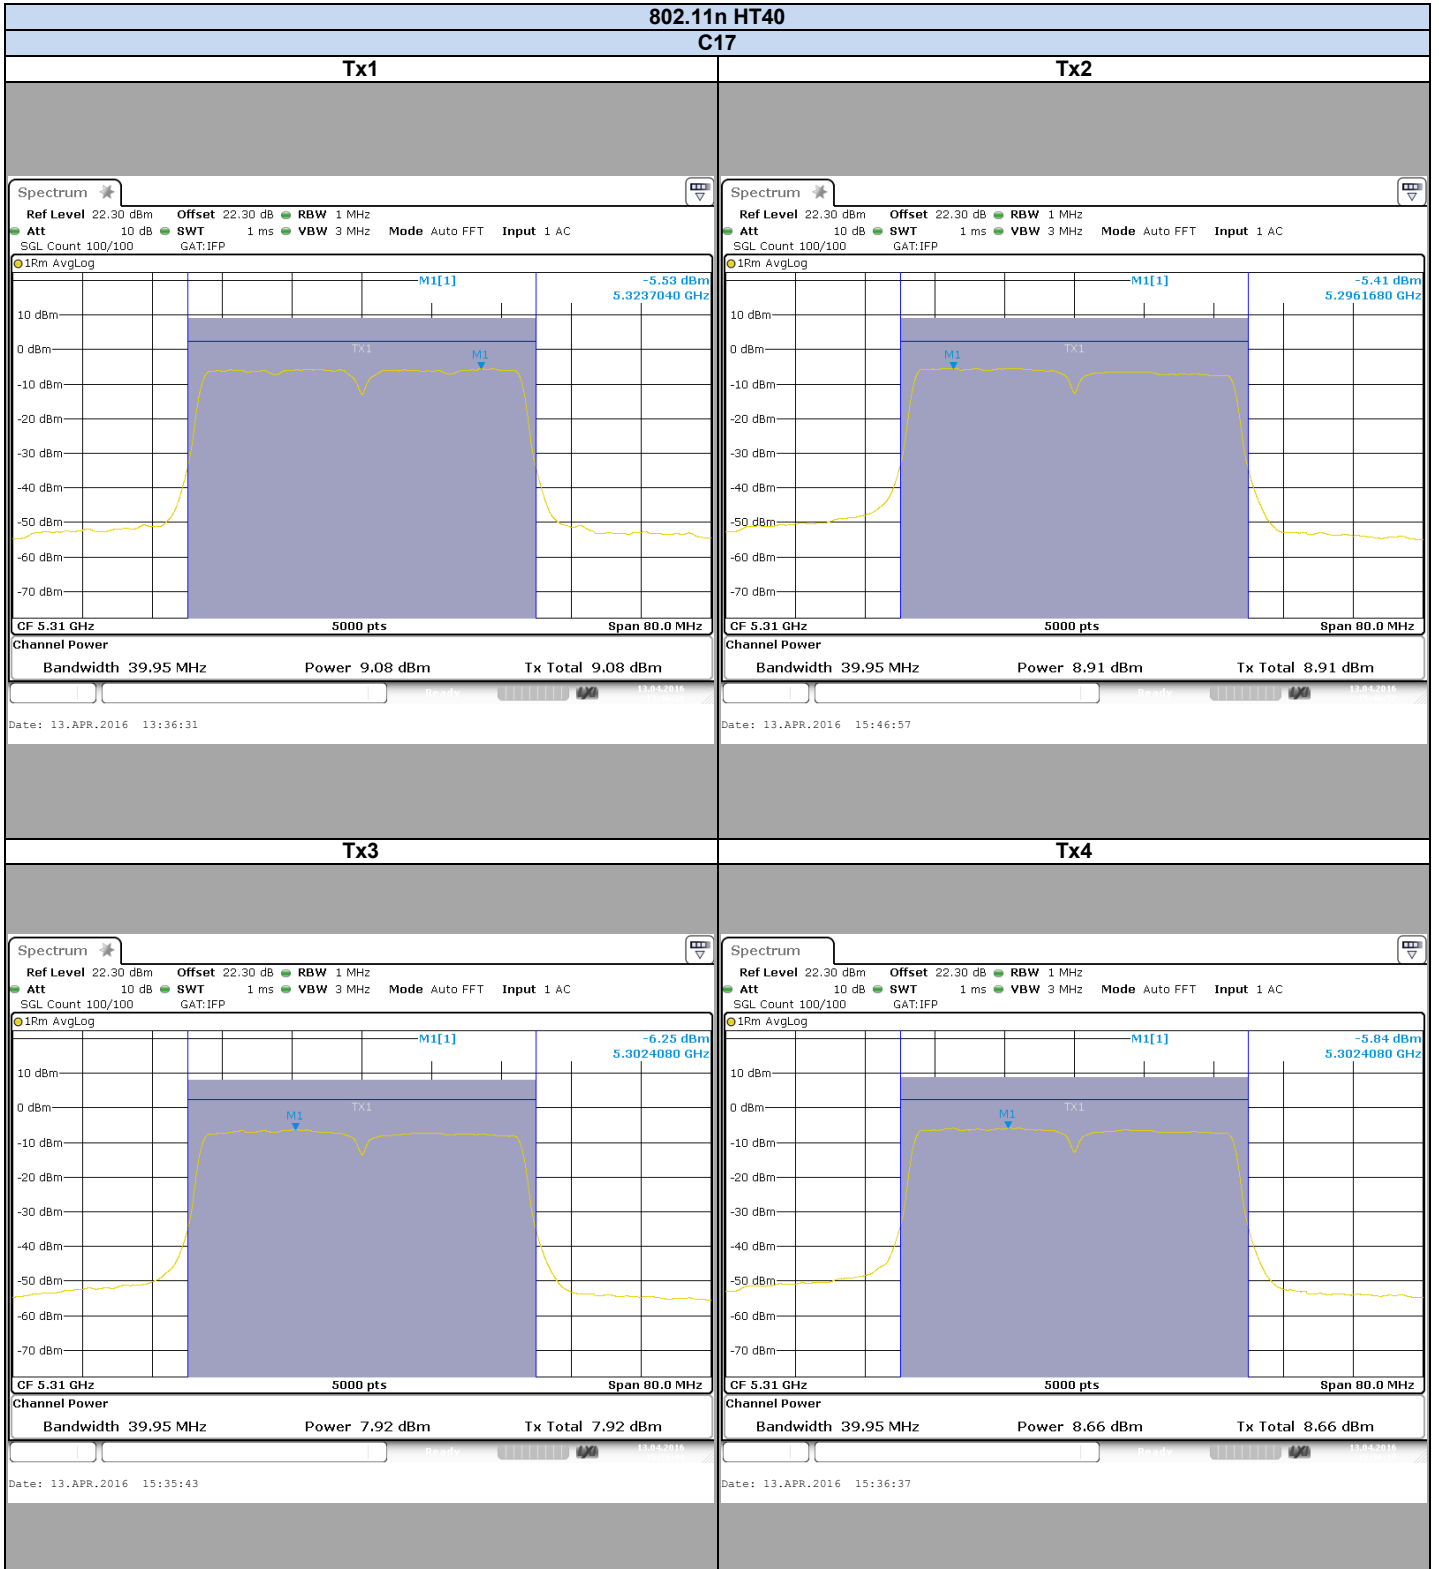 802.11n HT40
C17
Tx1
Tx2
Spectrum
Ref Level 22.30 dBm Offset 22.30 dB RBW 1 MHz
Att 10 dB SWT 1 ms VBW 3 MHz Mode Auto FFT Input 1 AC
SGL Count 100/100 GAT:IFP
1Rm AvgLog
M1[1] -5.53 dBm
5.3237040 GHz
10 dBm
0 dBm
TX1
M1
-10 dBm
-20 dBm
-30 dBm
-40 dBm
-50 dBm
-60 dBm
-70 dBm
CF 5.31 GHz 5000 pts Span 80.0 MHz
Channel Power
Bandwidth 39.95 MHz Power 9.08 dBm Tx Total 9.08 dBm
Ready 13.04.2016
Date: 13.APR.2016 13:36:31
Spectrum
Ref Level 22.30 dBm Offset 22.30 dB RBW 1 MHz
Att 10 dB SWT 1 ms VBW 3 MHz Mode Auto FFT Input 1 AC
SGL Count 100/100 GAT:IFP
1Rm AvgLog
M1[1] -5.41 dBm
5.2961680 GHz
10 dBm
0 dBm
TX1
M1
-10 dBm
-20 dBm
-30 dBm
-40 dBm
-50 dBm
-60 dBm
-70 dBm
CF 5.31 GHz 5000 pts Span 80.0 MHz
Channel Power
Bandwidth 39.95 MHz Power 8.91 dBm Tx Total 8.91 dBm
Ready 13.04.2016
Date: 13.APR.2016 15:46:57
Tx3
Tx4
Spectrum
Ref Level 22.30 dBm Offset 22.30 dB RBW 1 MHz
Att 10 dB SWT 1 ms VBW 3 MHz Mode Auto FFT Input 1 AC
SGL Count 100/100 GAT:IFP
1Rm AvgLog
M1[1] -6.25 dBm
5.3024080 GHz
10 dBm
0 dBm
TX1
M1
-10 dBm
-20 dBm
-30 dBm
-40 dBm
-50 dBm
-60 dBm
-70 dBm
CF 5.31 GHz 5000 pts Span 80.0 MHz
Channel Power
Bandwidth 39.95 MHz Power 7.92 dBm Tx Total 7.92 dBm
Ready 13.04.2016
Date: 13.APR.2016 15:35:43
Spectrum
Ref Level 22.30 dBm Offset 22.30 dB RBW 1 MHz
Att 10 dB SWT 1 ms VBW 3 MHz Mode Auto FFT Input 1 AC
SGL Count 100/100 GAT:IFP
1Rm AvgLog
M1[1] -5.84 dBm
5.3024080 GHz
10 dBm
0 dBm
TX1
M1
-10 dBm
-20 dBm
-30 dBm
-40 dBm
-50 dBm
-60 dBm
-70 dBm
CF 5.31 GHz 5000 pts Span 80.0 MHz
Channel Power
Bandwidth 39.95 MHz Power 8.66 dBm Tx Total 8.66 dBm
Ready 13.04.2016
Date: 13.APR.2016 15:36:37